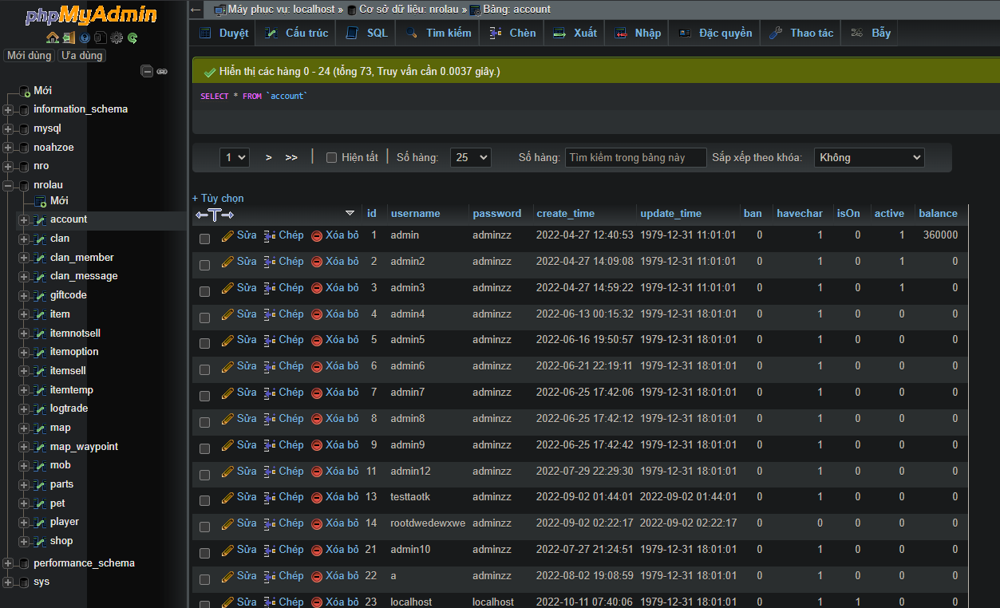 phpMyAdmin
Mới dùng Ưa dùng
Mới
information_schema
mysql
noahzoe
nro
nrolau
Mới
account
clan
clan_member
clan_message
giftcode
item
itemnotsell
itemoption
itemsell
itemtemp
logtrade
map
map_waypoint
mob
parts
pet
player
shop
performance_schema
sys
Máy phục vụ: localhost » Cơ sở dữ liệu: nrolau » Bảng: account
Duyệt Cấu trúc SQL Tìm kiếm Chèn Xuất Nhập Đặc quyền Thao tác Bẫy
Hiển thị các hàng 0 - 24 (tổng 73, Truy vấn cần 0.0037 giây.)
SELECT * FROM `account`
1 > >> Hiện tất Số hàng: 25 Số hàng: Tìm kiếm trong bảng này Sắp xếp theo khóa: Không
+ Tùy chọn
←T→ id username password create_time update_time ban havechar isOn active balance
Sửa Chép Xóa bỏ 1 admin adminzz 2022-04-27 12:40:53 1979-12-31 11:01:01 0 1 0 1 360000
Sửa Chép Xóa bỏ 2 admin2 adminzz 2022-04-27 14:09:08 1979-12-31 11:01:01 0 1 0 1 0
Sửa Chép Xóa bỏ 3 admin3 adminzz 2022-04-27 14:59:22 1979-12-31 11:01:01 0 1 0 1 0
Sửa Chép Xóa bỏ 4 admin4 adminzz 2022-06-13 00:15:32 1979-12-31 18:01:01 0 1 0 0 0
Sửa Chép Xóa bỏ 5 admin5 adminzz 2022-06-16 19:50:57 1979-12-31 18:01:01 0 1 0 0 0
Sửa Chép Xóa bỏ 6 admin6 adminzz 2022-06-21 22:19:11 1979-12-31 18:01:01 0 1 0 0 0
Sửa Chép Xóa bỏ 7 admin7 adminzz 2022-06-25 17:42:06 1979-12-31 18:01:01 0 1 0 0 0
Sửa Chép Xóa bỏ 8 admin8 adminzz 2022-06-25 17:42:12 1979-12-31 18:01:01 0 1 0 0 0
Sửa Chép Xóa bỏ 9 admin9 adminzz 2022-06-25 17:42:42 1979-12-31 18:01:01 0 1 0 0 0
Sửa Chép Xóa bỏ 11 admin12 adminzz 2022-07-29 22:29:30 1979-12-31 18:01:01 0 1 0 0 0
Sửa Chép Xóa bỏ 13 testtaotk adminzz 2022-09-02 01:44:01 2022-09-02 01:44:01 0 1 0 0 0
Sửa Chép Xóa bỏ 14 rootdwedewxwe adminzz 2022-09-02 02:22:17 2022-09-02 02:22:17 0 0 0 0 0
Sửa Chép Xóa bỏ 21 admin10 adminzz 2022-07-27 21:24:51 1979-12-31 18:01:01 0 1 0 0 0
Sửa Chép Xóa bỏ 22 a adminzz 2022-08-02 19:08:59 1979-12-31 18:01:01 0 1 0 0 0
Sửa Chép Xóa bỏ 23 localhost localhost 2022-10-11 07:40:06 1979-12-31 18:01:01 0 1 1 0 0